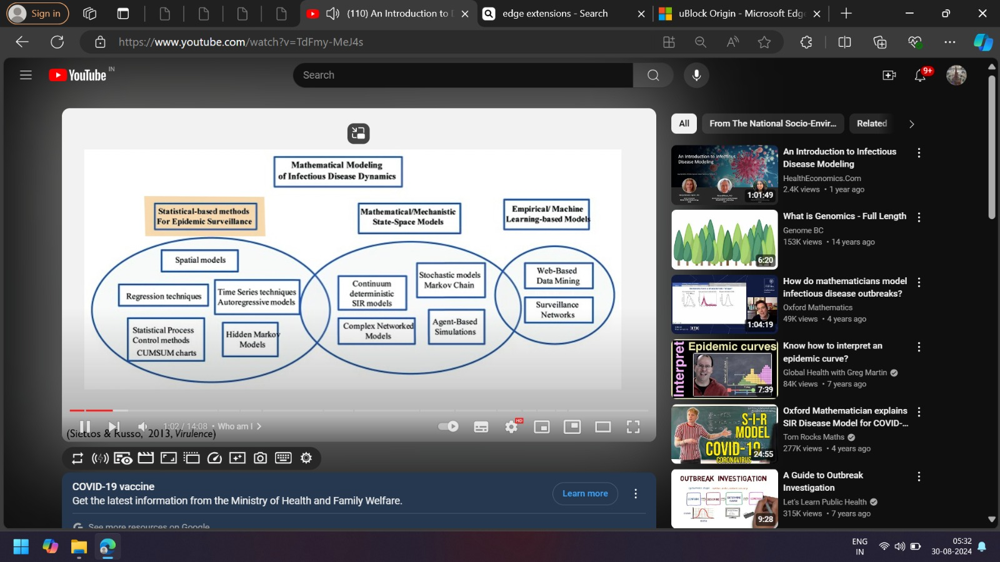 Sign in
(110) An Introduction to
edge extensions - Search
uBlock Origin - Microsoft Edge
https://www.youtube.com/watch?v=TdFmy-MeJ4s
YouTube IN
Search
9+
Mathematical Modeling
of Infectious Disease Dynamics
Statistical-based methods
For Epidemic Surveillance
Mathematical/Mechanistic
State-Space Models
Empirical/ Machine
Learning-based Models
Spatial models
Regression techniques
Time Series techniques
Autoregressive models
Statistical Process
Control methods
CUMSUM charts
Hidden Markov
Models
Continuum
deterministic
SIR models
Stochastic models
Markov Chain
Complex Networked
Models
Agent-Based
Simulations
Web-Based
Data Mining
Surveillance
Networks
1:02 / 14:08 • Who am I
HD
(Siettos & Russo, 2013, Virulence)
COVID-19 vaccine
Get the latest information from the Ministry of Health and Family Welfare.
Learn more
See more resources on Google
All
From The National Socio-Envir...
Related
An Introduction to Infectious
Disease Modeling
1:01:49
An Introduction to Infectious
Disease Modeling
HealthEconomics.Com
2.4K views • 1 year ago
6:20
What is Genomics - Full Length
Genome BC
153K views • 14 years ago
1:04:19
How do mathematicians model
infectious disease outbreaks?
Oxford Mathematics
49K views • 4 years ago
Interpret
Epidemic curves
7:39
Know how to interpret an
epidemic curve?
Global Health with Greg Martin
84K views • 7 years ago
S-I-R
MODEL
COVID-19
CORONAVIRUS
24:55
Oxford Mathematician explains
SIR Disease Model for COVID-...
Tom Rocks Maths
277K views • 4 years ago
OUTBREAK INVESTIGATION
9:28
A Guide to Outbreak
Investigation
Let's Learn Public Health
315K views • 7 years ago
ENG
IN
05:32
30-08-2024